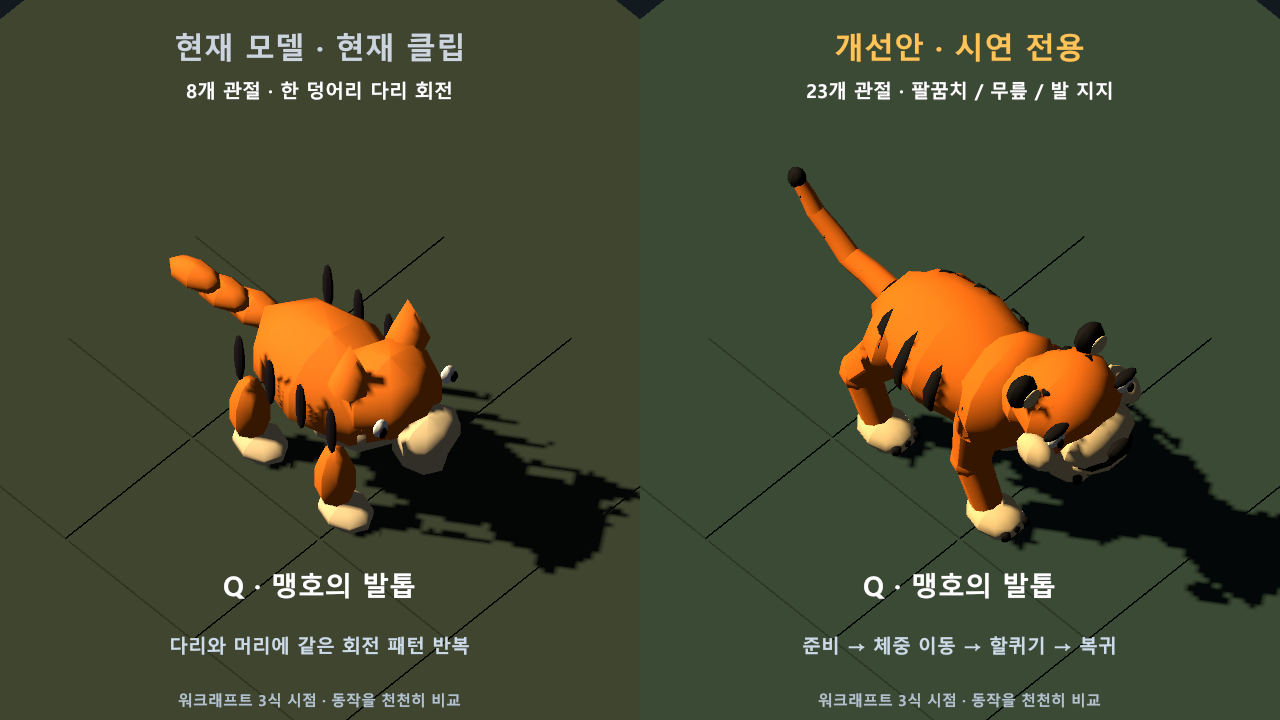 현재 모델 · 현재 클립
8개 관절 · 한 덩어리 다리 회전
Q · 맹호의 발톱
다리와 머리에 같은 회전 패턴 반복
워크래프트 3식 시점 · 동작을 천천히 비교
개선안 · 시연 전용
23개 관절 · 팔꿈치 / 무릎 / 발 지지
Q · 맹호의 발톱
준비 → 체중 이동 → 할퀴기 → 복귀
워크래프트 3식 시점 · 동작을 천천히 비교